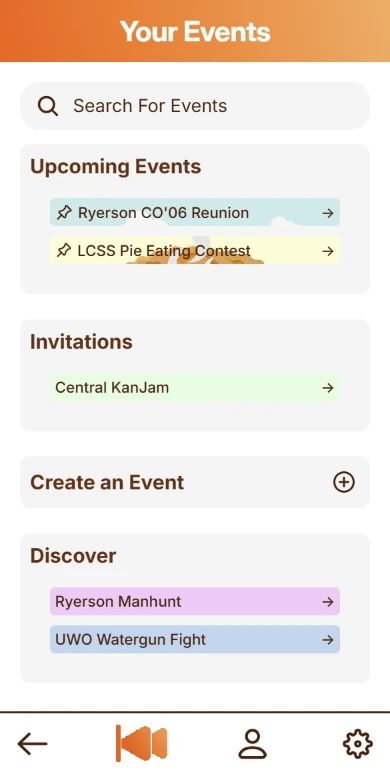 Your Events
Search For Events
Upcoming Events
Ryerson CO'06 Reunion
LCSS Pie Eating Contest
Invitations
Central KanJam
Create an Event
Discover
Ryerson Manhunt
UWO Watergun Fight